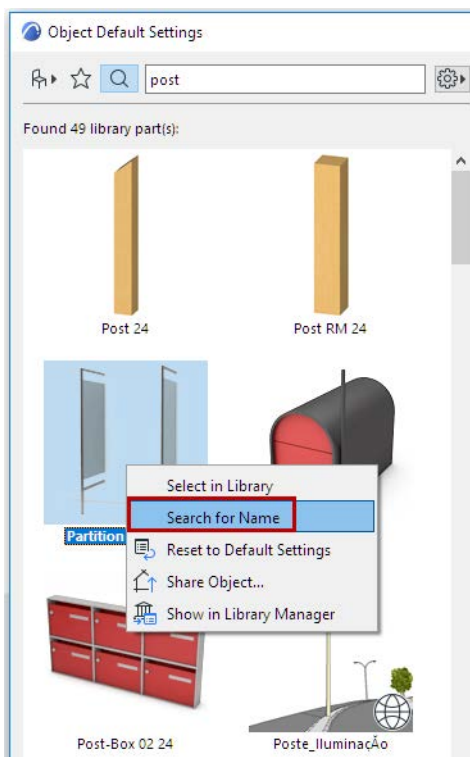 Object Default Settings
post
Found 49 library part(s):
Post 24
Post RM 24
Select in Library
Search for Name
Partition
Reset to Default Settings
Share Object...
Show in Library Manager
Post-Box 02 24
Poste_IluminaçÃo